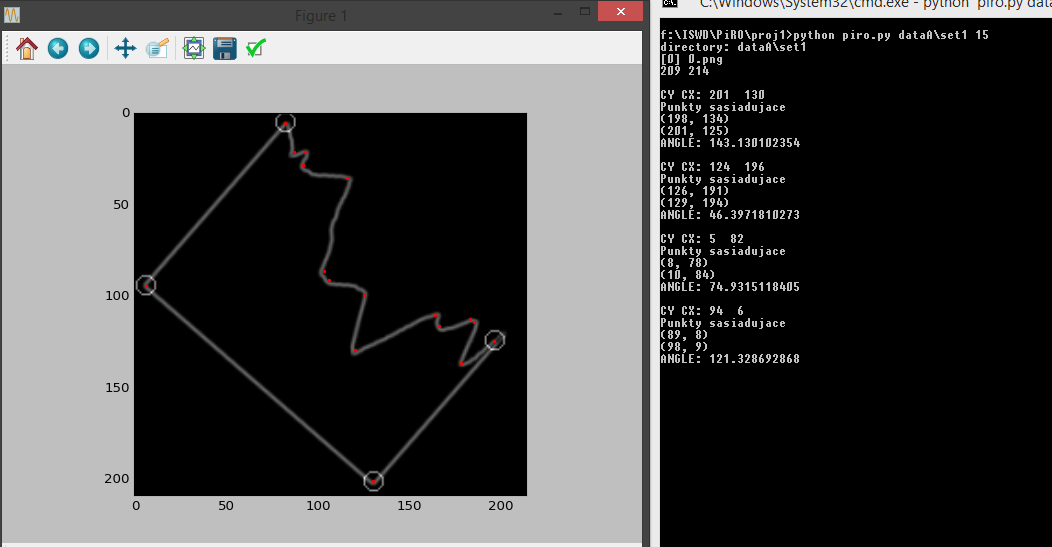 Figure 1
0
50
100
150
200
0 50 100 150 200
C:\Windows\System32\cmd.exe - python piro.py data
f:\ISWD\PiRO\proj1>python piro.py dataA\set1 15
directory: dataA\set1
[0] 0.png
209 214
CY CX: 201 130
Punkty sasiadujace
(198, 134)
(201, 125)
ANGLE: 143.130102354
CY CX: 124 196
Punkty sasiadujace
(126, 191)
(129, 194)
ANGLE: 46.3971810273
CY CX: 5 82
Punkty sasiadujace
(8, 78)
(10, 84)
ANGLE: 74.9315118405
CY CX: 94 6
Punkty sasiadujace
(89, 8)
(98, 9)
ANGLE: 121.328692868